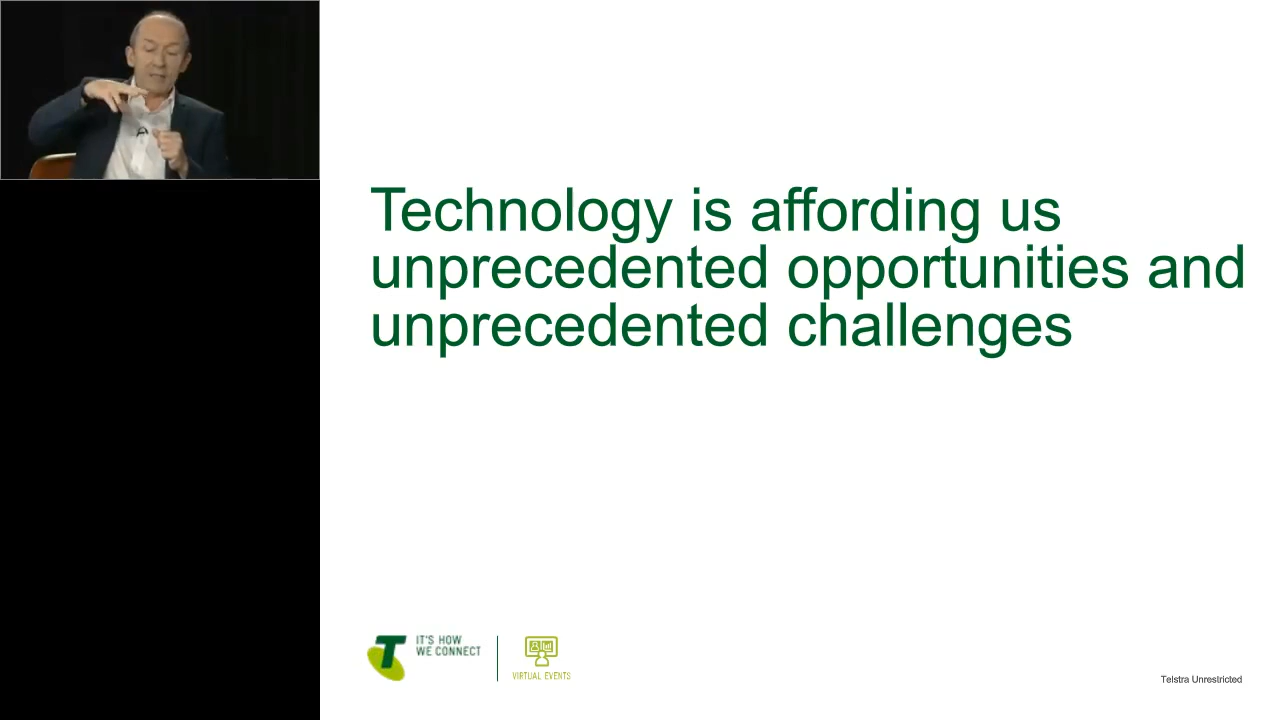 Technology is affording us
unprecedented opportunities and
unprecedented challenges
T IT'S HOW
WE CONNECT
VIRTUAL EVENTS
Telstra Unrestricted